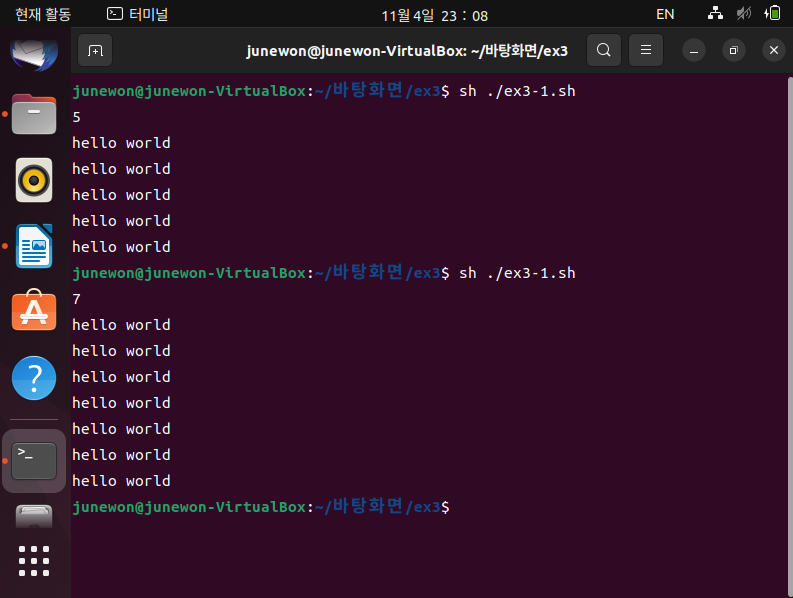 현재 활동 터미널 11월 4일 23 : 08 EN
junewon@junewon-VirtualBox: ~/바탕화면/ex3
junewon@junewon-VirtualBox:~/바탕화면/ex3$ sh ./ex3-1.sh
5
hello world
hello world
hello world
hello world
hello world
junewon@junewon-VirtualBox:~/바탕화면/ex3$ sh ./ex3-1.sh
7
hello world
hello world
hello world
hello world
hello world
hello world
hello world
junewon@junewon-VirtualBox:~/바탕화면/ex3$